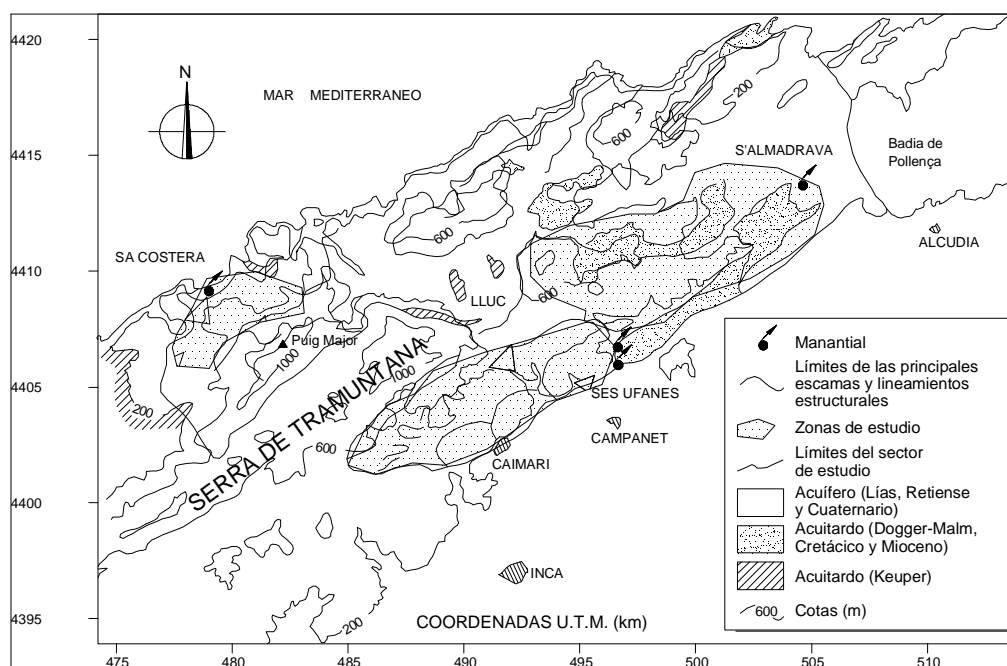 4420
4415
4410
4405
4400
4395
N
MAR MEDITERRANEO
200
600
S'ALMADRAVA
Badia de
Pollença
ALCUDIA
600
SA COSTERA
LLUC
600
Puig Major
1000
1000
200
SERRA DE TRAMUNTANA
600
SES UFANES
CAMPANET
CAIMARI
INCA
200
COORDENADAS U.T.M. (km)
Manantial
Límites de las principales
escamas y lineamientos
estructurales
Zonas de estudio
Límites del sector
de estudio
Acuífero (Lías, Retiense
y Cuaternario)
Acuitardo (Dogger-Malm,
Cretácico y Mioceno)
Acuitardo (Keuper)
600 Cotas (m)
475 480 485 490 495 500 505 510